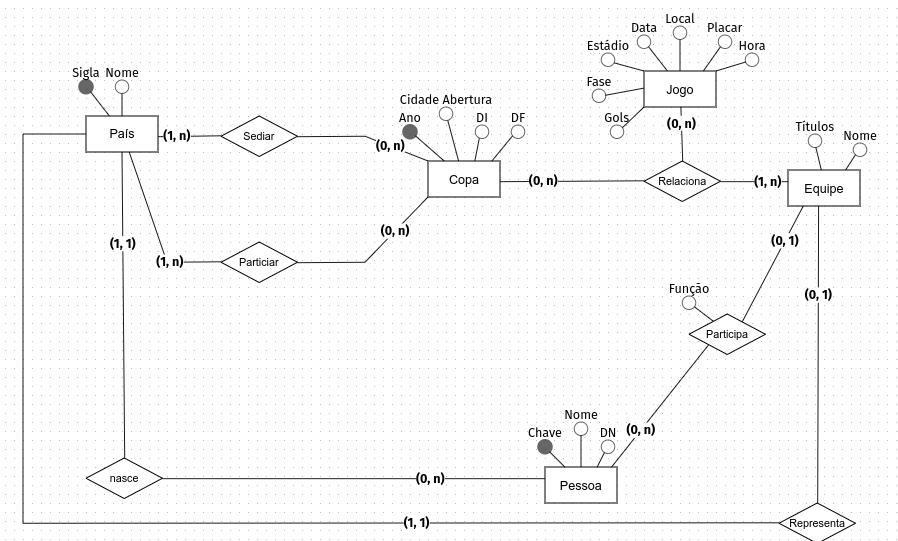 Local
Data
Placar
Estádio
Hora
Fase
Jogo
Gols
(0, n)
Sigla
Nome
País
(1, n)
Sediar
(0, n)
Cidade Abertura
Ano
DI
DF
Copa
(0, n)
Relaciona
(1, n)
Títulos
Nome
Equipe
(0, n)
(0, 1)
(1, 1)
(1, n)
Particiar
Função
(0, 1)
Participa
(0, n)
Nome
Chave
DN
nasce
(0, n)
Pessoa
(1, 1)
Representa